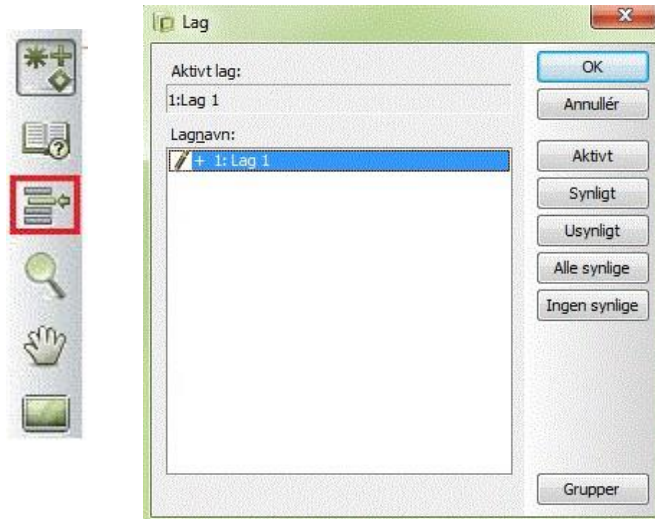 Lag
Aktivt lag:
1:Lag 1
Lagnavn:
+ 1: Lag 1
OK
Annullér
Aktivt
Synligt
Usynligt
Alle synlige
Ingen synlige
Grupper